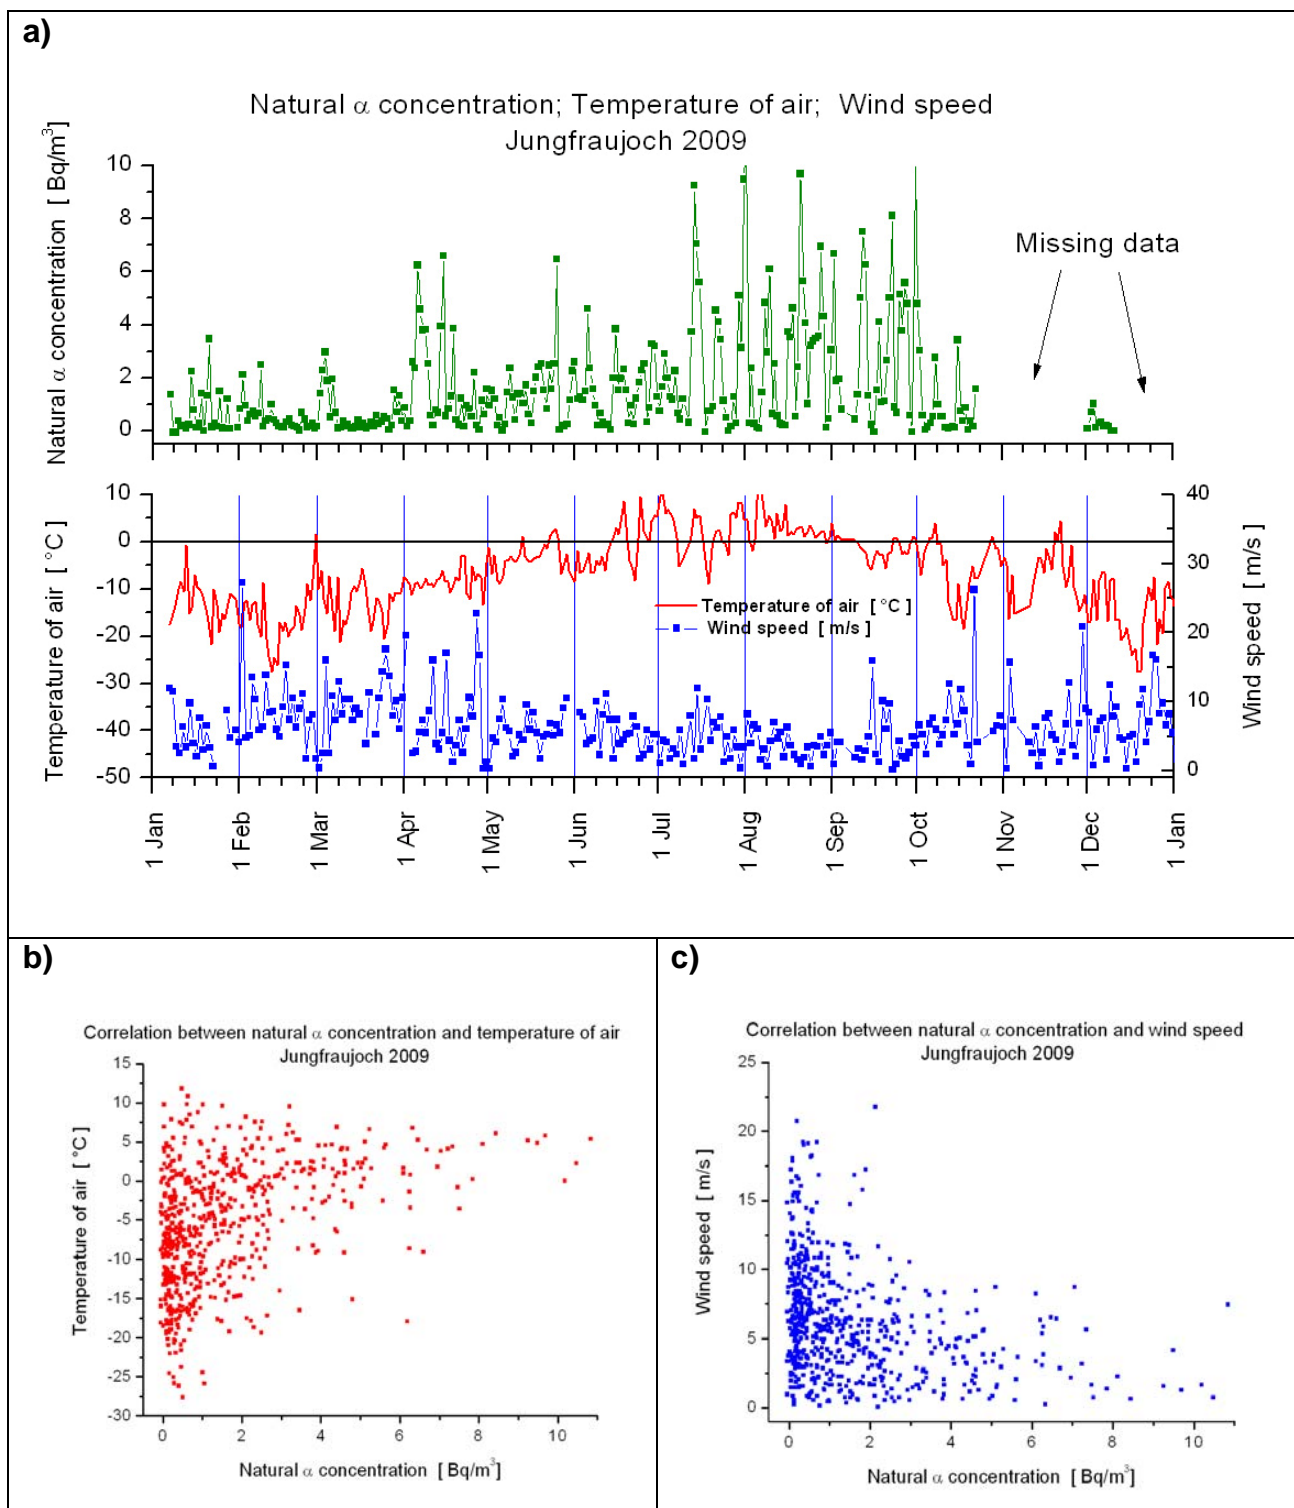 a)
Natural α concentration; Temperature of air; Wind speed
Jungfraujoch 2009
Natural α concentration [ Bq/m³]
10
8
6
4
2
0
Missing data
Temperature of air [ °C]
10
0
-10
-20
-30
-40
-50
Temperature of air [ °C ]
Wind speed [ m/s ]
40
30
20
10
0
Wind speed [ m/s]
1 Jan
1 Feb
1 Mar
1 Apr
1 May
1 Jun
1 Jul
1 Aug
1 Sep
1 Oct
1 Nov
1 Dec
1 Jan
b)
Correlation between natural α concentration and temperature of air
Jungfraujoch 2009
Temperature of air [ °C]
15
10
5
0
-5
-10
-15
-20
-25
-30
0 2 4 6 8 10
Natural α concentration [ Bq/m³]
c)
Correlation between natural α concentration and wind speed
Jungfraujoch 2009
Wind speed [ m/s ]
25
20
15
10
5
0
0 2 4 6 8 10
Natural α concentration [ Bq/m³]